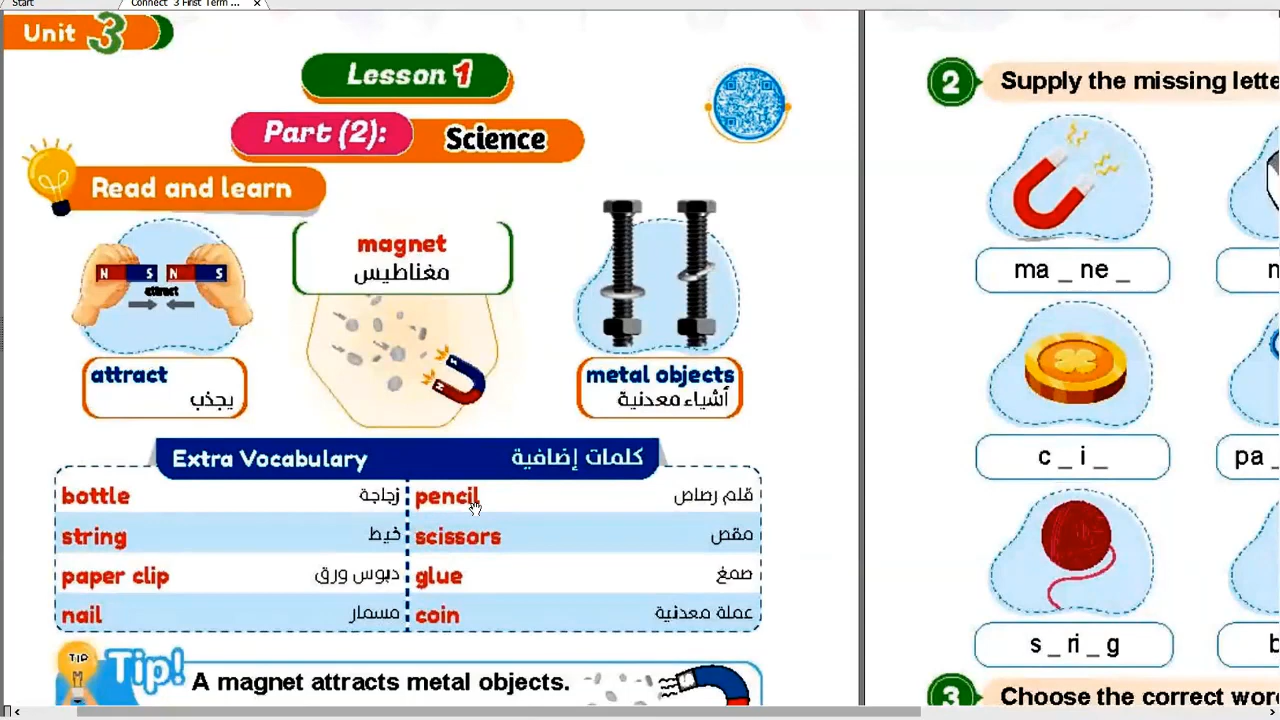 Start
Connect 3 First Term ...
Unit 3
Lesson 1
Part (2): Science
Read and learn
N S N S
attract
attract
يجذب
magnet
مغناطيس
metal objects
أشياء معدنية
Extra Vocabulary كلمات إضافية
bottle زجاجة pencil قلم رصاص
string خيط scissors مقص
paper clip دبوس ورق glue صمغ
nail مسمار coin عملة معدنية
TIP
Tip!
A magnet attracts metal objects.
2 Supply the missing lette
ma _ ne _
n
c _ i _
pa _
s _ ri _ g
b
3 Choose the correct wor